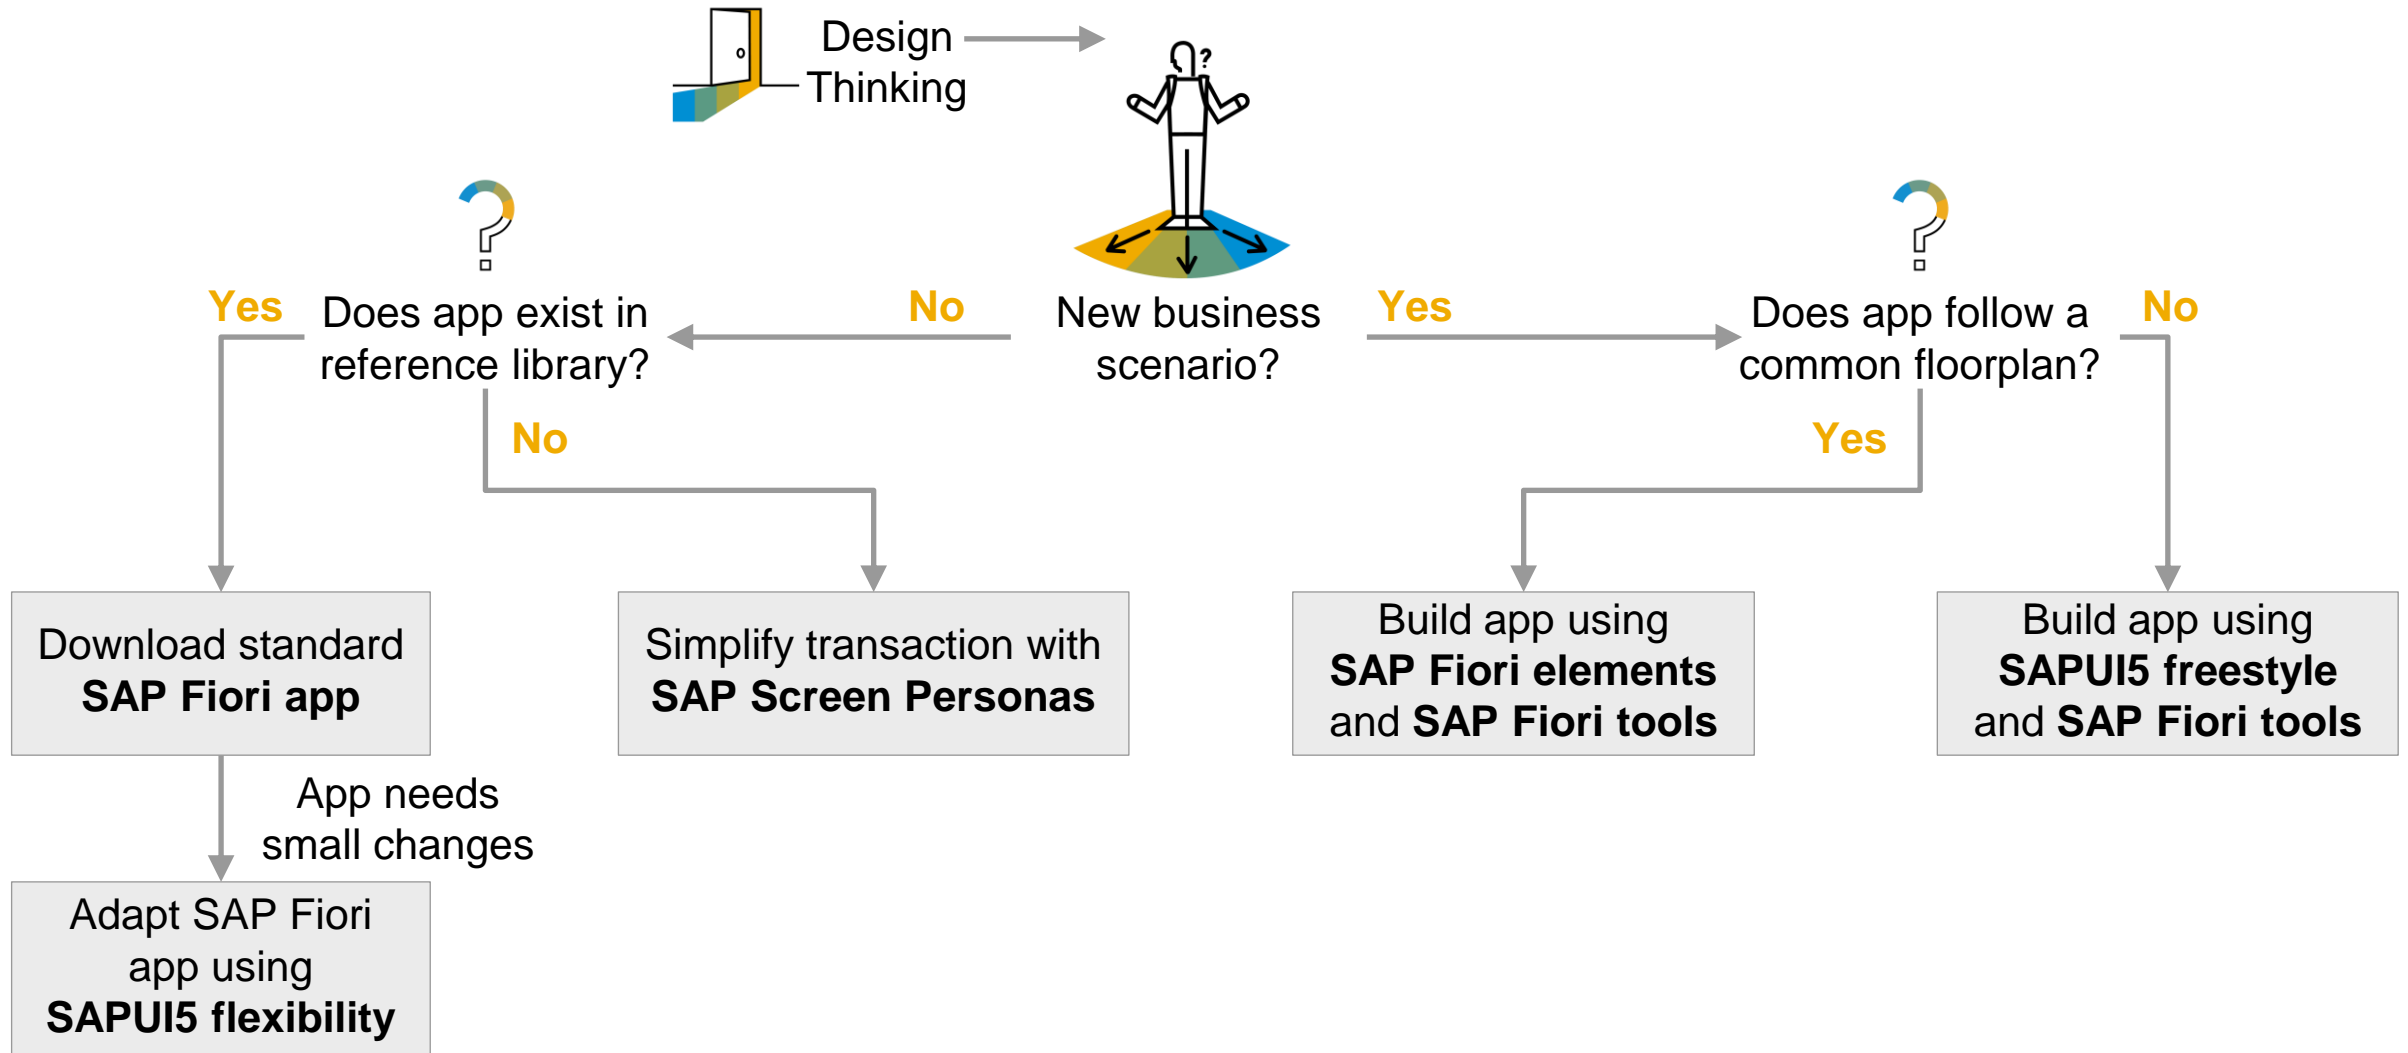 Design
Thinking
?
Yes
Does app exist in
reference library?
No
New business
scenario?
Yes
Does app follow a
common floorplan?
No
No
Yes
Download standard
SAP Fiori app
Simplify transaction with
SAP Screen Personas
Build app using
SAP Fiori elements
and SAP Fiori tools
Build app using
SAPUI5 freestyle
and SAP Fiori tools
App needs
small changes
Adapt SAP Fiori
app using
SAPUI5 flexibility